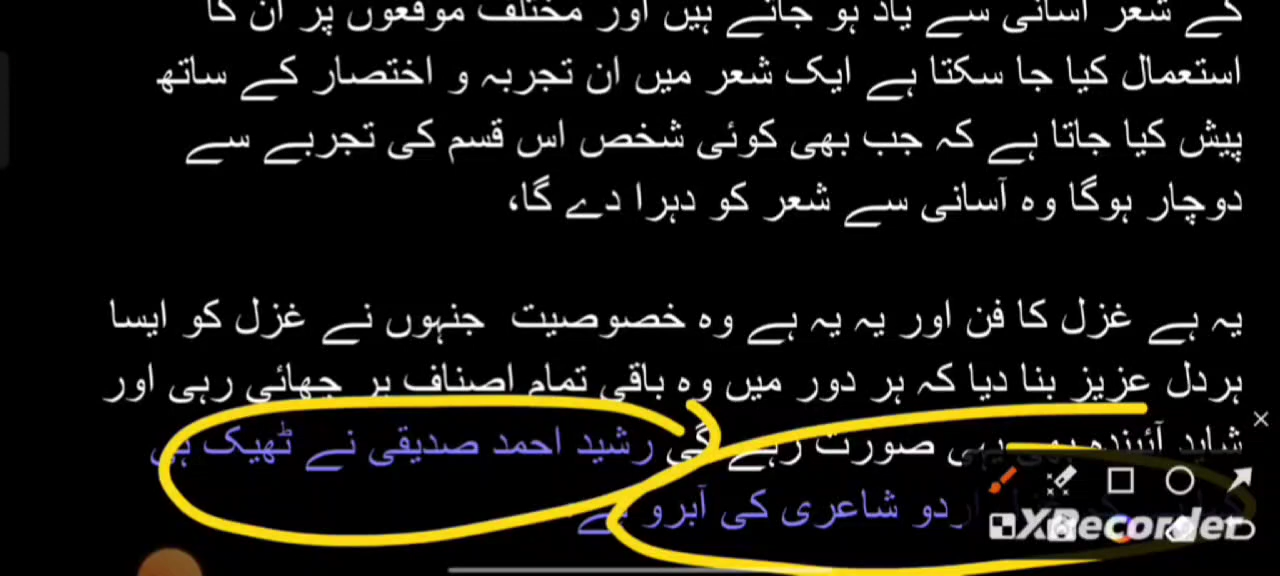 کے شعر آسانی سے یاد ہو جاتے ہیں اور مختلف موقعوں پر ان کا
استعمال کیا جا سکتا ہے ایک شعر میں ان تجربہ و اختصار کے ساتھ
پیش کیا جاتا ہے کہ جب بھی کوئی شخص اس قسم کی تجربے سے
دوچار ہوگا وہ آسانی سے شعر کو دہرا دے گا،
یہ ہے غزل کا فن اور یہ یہ ہے وہ خصوصیت جنہوں نے غزل کو ایسا
ہردل عزیز بنا دیا کہ ہر دور میں وہ باقی تمام اصناف پر چھائی رہی اور
شاید آئندہ بھی یہی صورت رہے گی رشید احمد صدیقی نے ٹھیک ہی
اردو شاعری کی آبرو ہے
XRecorder